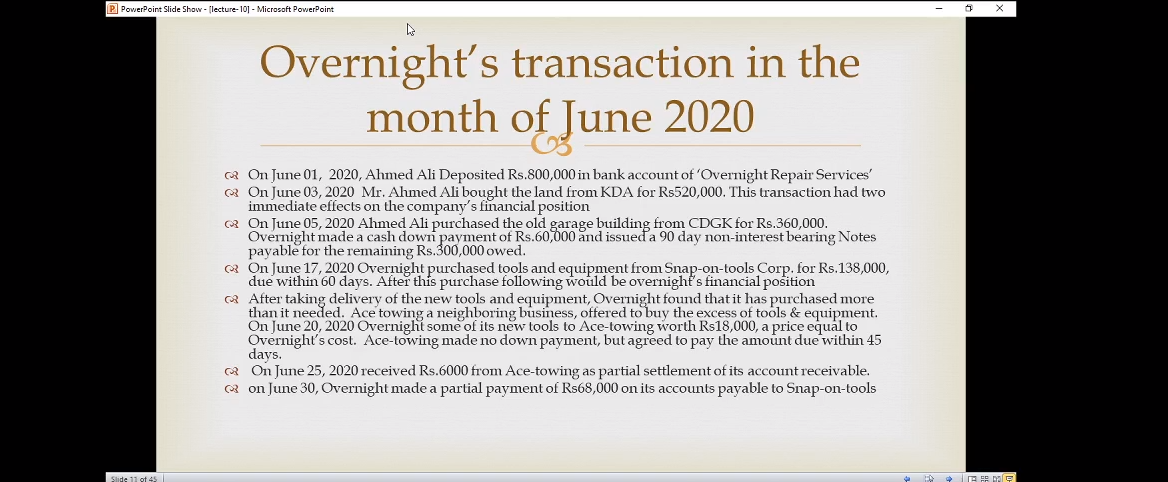 PowerPoint Slide Show - [lecture-10] - Microsoft PowerPoint
Overnight's transaction in the
month of June 2020
On June 01, 2020, Ahmed Ali Deposited Rs.800,000 in bank account of 'Overnight Repair Services'
On June 03, 2020 Mr. Ahmed Ali bought the land from KDA for Rs520,000. This transaction had two
immediate effects on the company's financial position
On June 05, 2020 Ahmed Ali purchased the old garage building from CDGK for Rs.360,000.
Overnight made a cash down payment of Rs.60,000 and issued a 90 day non-interest bearing Notes
payable for the remaining Rs.300,000 owed.
On June 17, 2020 Overnight purchased tools and equipment from Snap-on-tools Corp. for Rs.138,000,
due within 60 days. After this purchase following would be overnight's financial position
After taking delivery of the new tools and equipment, Overnight found that it has purchased more
than it needed. Ace towing a neighboring business, offered to buy the excess of tools & equipment.
On June 20, 2020 Overnight some of its new tools to Ace-towing worth Rs18,000, a price equal to
Overnight's cost. Ace-towing made no down payment, but agreed to pay the amount due within 45
days.
On June 25, 2020 received Rs.6000 from Ace-towing as partial settlement of its account receivable.
on June 30, Overnight made a partial payment of Rs68,000 on its accounts payable to Snap-on-tools
Slide 11 of 45